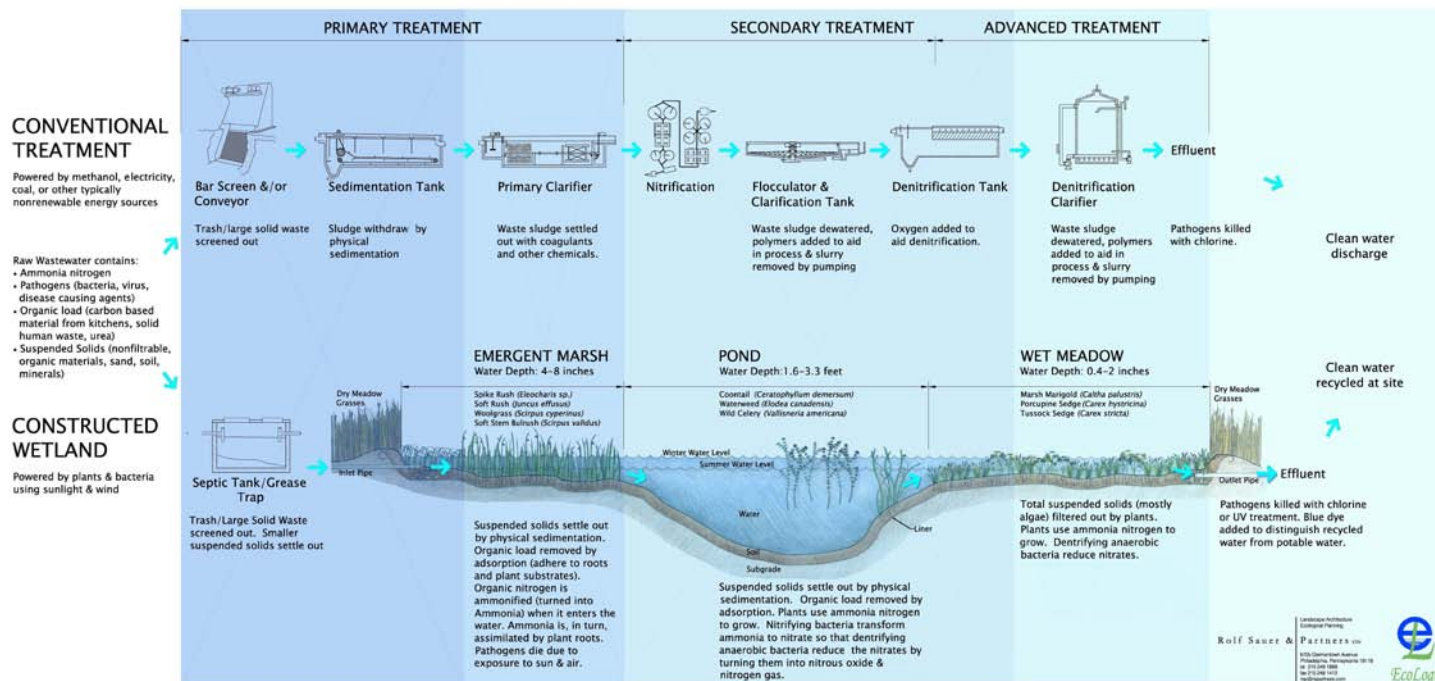 PRIMARY TREATMENT
SECONDARY TREATMENT
ADVANCED TREATMENT
CONVENTIONAL
TREATMENT
Powered by methanol, electricity,
coal, or other typically
nonrenewable energy sources
Bar Screen &/or
Conveyor
Trash/large solid waste
screened out
Sedimentation Tank
Sludge withdraw by
physical
sedimentation
Primary Clarifier
Waste sludge settled
out with coagulants
and other chemicals.
Nitrification
Flocculator &
Clarification Tank
Waste sludge dewatered,
polymers added to aid
in process & slurry
removed by pumping
Denitrification Tank
Oxygen added to
aid denitrification.
Denitrification
Clarifier
Waste sludge
dewatered, polymers
added to aid in
process & slurry
removed by pumping
Effluent
Pathogens killed
with chlorine.
Clean water
discharge
Raw Wastewater contains:
• Ammonia nitrogen
• Pathogens (bacteria, virus,
disease causing agents)
• Organic load (carbon based
material from kitchens, solid
human waste, urea)
• Suspended Solids (nonfiltrable,
organic materials, sand, soil,
minerals)
CONSTRUCTED
WETLAND
Powered by plants & bacteria
using sunlight & wind
Septic Tank/Grease
Trap
Trash/Large Solid Waste
screened out. Smaller
suspended solids settle out
Dry Meadow
Grasses
Inlet Pipe
EMERGENT MARSH
Water Depth: 4-8 inches
Spike Rush (Eleocharis sp.)
Soft Rush (Juncus effusus)
Woolgrass (Scirpus cyperinus)
Soft Stem Bulrush (Scirpus validus)
Suspended solids settle out
by physical sedimentation.
Organic load removed by
adsorption (adhere to roots
and plant substrates).
Organic nitrogen is
ammonified (turned into
Ammonia) when it enters the
water. Ammonia is, in turn,
assimilated by plant roots.
Pathogens die due to
exposure to sun & air.
POND
Water Depth:1.6-3.3 feet
Coontail (Ceratophyllum demersum)
Waterweed (Elodea canadensis)
Wild Celery (Vallisneria americana)
Winter Water Level
Summer Water Level
Water
Liner
Soil
Subgrade
Suspended solids settle out by physical
sedimentation. Organic load removed by
adsorption. Plants use ammonia nitrogen
to grow. Nitrifying bacteria transform
ammonia to nitrate so that dentrifying
anaerobic bacteria reduce the nitrates by
turning them into nitrous oxide &
nitrogen gas.
WET MEADOW
Water Depth: 0.4-2 inches
Marsh Marigold (Caltha palustris)
Porcupine Sedge (Carex hystricina)
Tussock Sedge (Carex stricta)
Total suspended solids (mostly
algae) filtered out by plants.
Plants use ammonia nitrogen to
grow. Dentrifying anaerobic
bacteria reduce nitrates.
Dry Meadow
Grasses
Outlet Pipe
Effluent
Pathogens killed with chlorine
or UV treatment. Blue dye
added to distinguish recycled
water from potable water.
Clean water
recycled at site
Rolf Sauer & Partners LTD
Landscape Architecture
Ecological Planning
Germantown Avenue
Philadelphia, Pennsylvania
EcoLogic